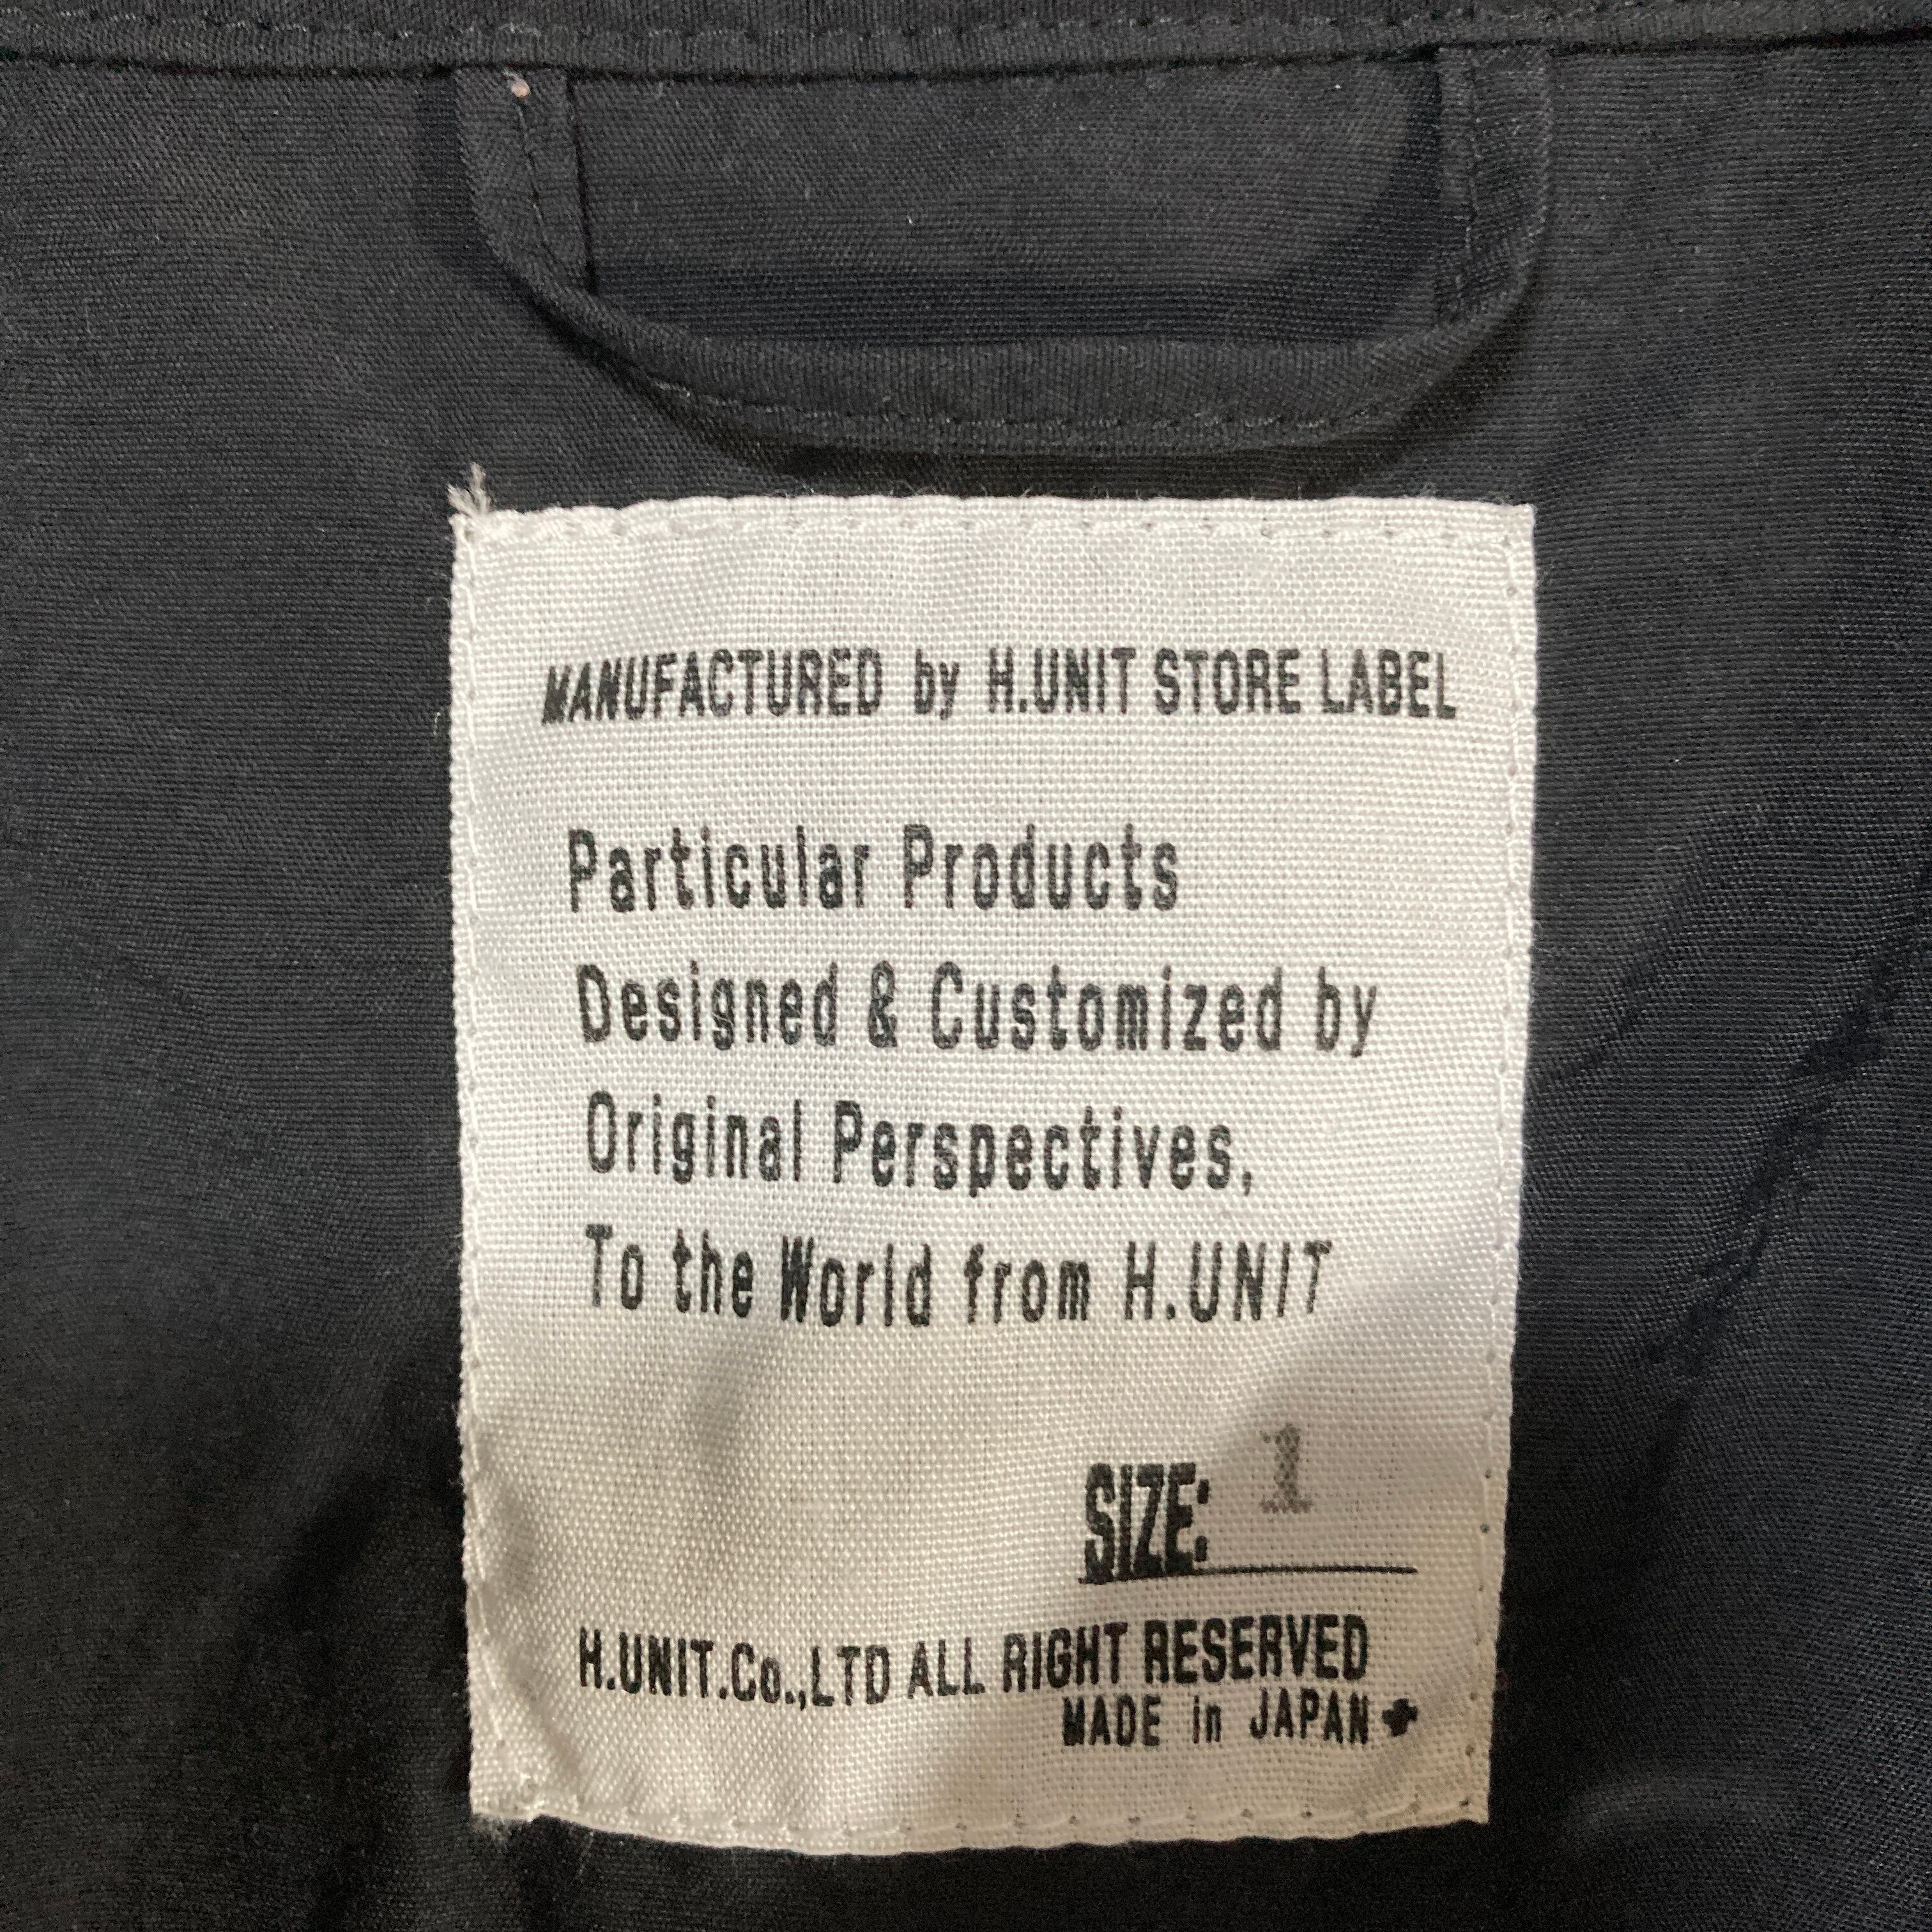 MANUFACTURED by H.UNIT STORE LABEL
Particular Products
Designed & Customized by
Original Perspectives,
To the World from H.UNIT
SIZE: 1
H.UNIT.Co.,LTD ALL RIGHT RESERVED
MADE in JAPAN